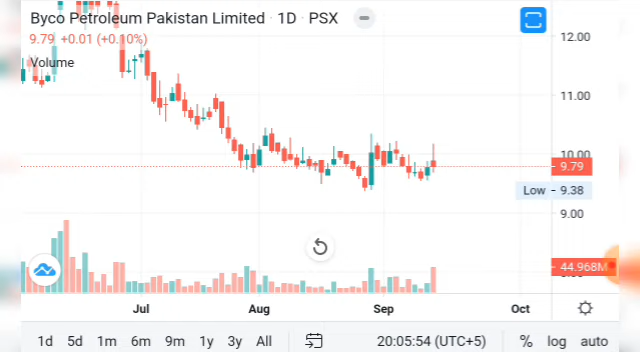 Byco Petroleum Pakistan Limited · 1D · PSX
9.79 +0.01 (+0.10%)
Volume
12.00
11.00
10.00
9.79
Low - 9.38
9.00
44.968M
Jul Aug Sep Oct
1d 5d 1m 6m 9m 1y 3y All 20:05:54 (UTC+5) % log auto